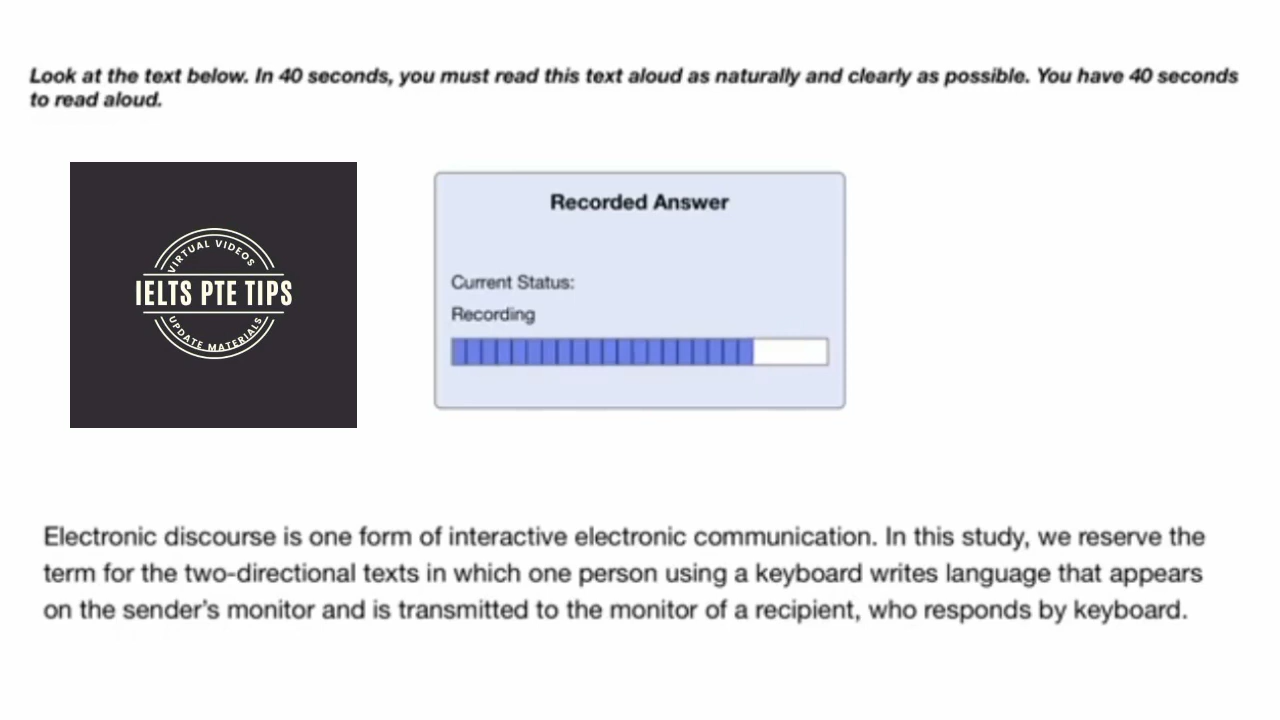 Look at the text below. In 40 seconds, you must read this text aloud as naturally and clearly as possible. You have 40 seconds
to read aloud.
VIRTUAL VIDEOS
IELTS PTE TIPS
UPDATE MATERIALS
Recorded Answer
Current Status:
Recording
Electronic discourse is one form of interactive electronic communication. In this study, we reserve the
term for the two-directional texts in which one person using a keyboard writes language that appears
on the sender's monitor and is transmitted to the monitor of a recipient, who responds by keyboard.